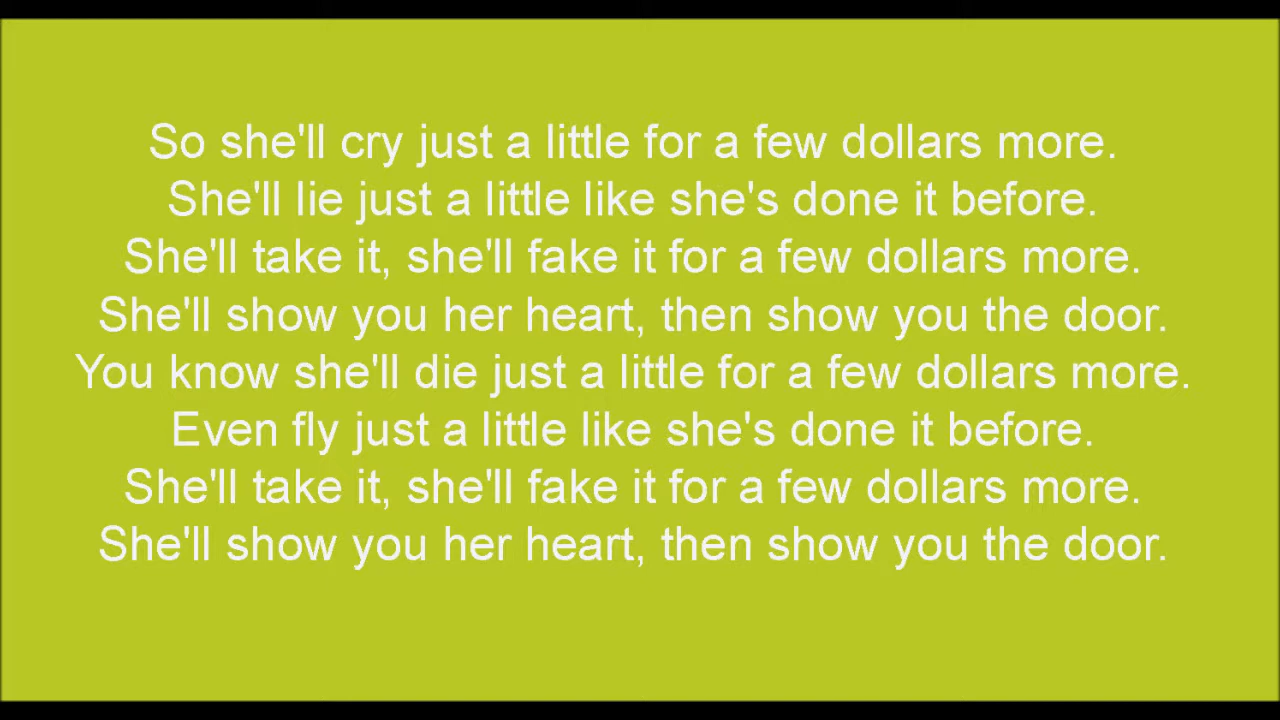 So she'll cry just a little for a few dollars more.
She'll lie just a little like she's done it before.
She'll take it, she'll fake it for a few dollars more.
She'll show you her heart, then show you the door.
You know she'll die just a little for a few dollars more.
Even fly just a little like she's done it before.
She'll take it, she'll fake it for a few dollars more.
She'll show you her heart, then show you the door.